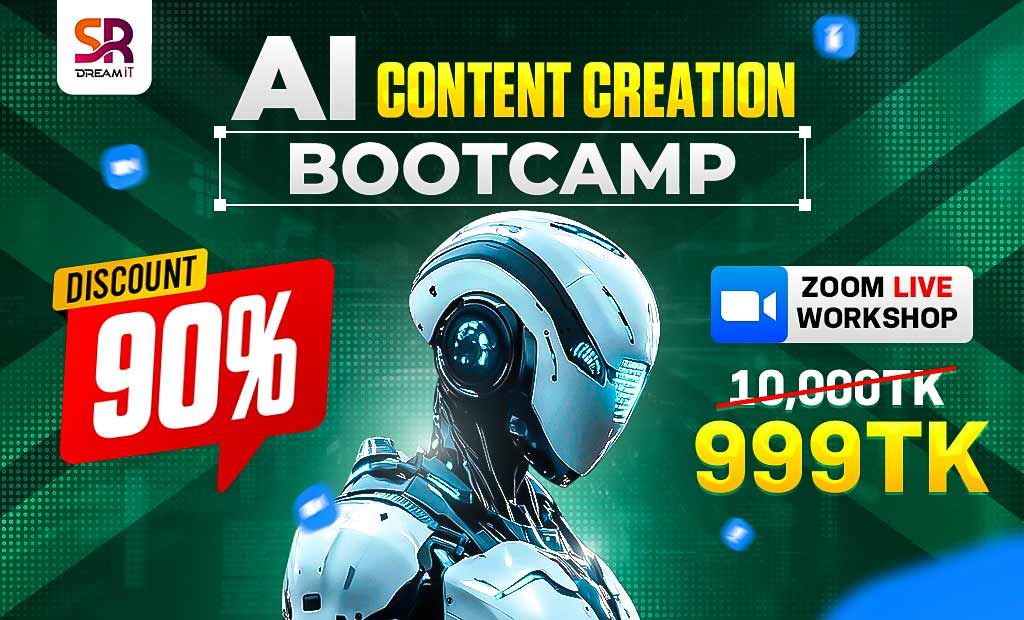 SR
DREAM IT
AI CONTENT CREATION
BOOTCAMP
DISCOUNT
90%
ZOOM LIVE
WORKSHOP
10,000TK
999TK